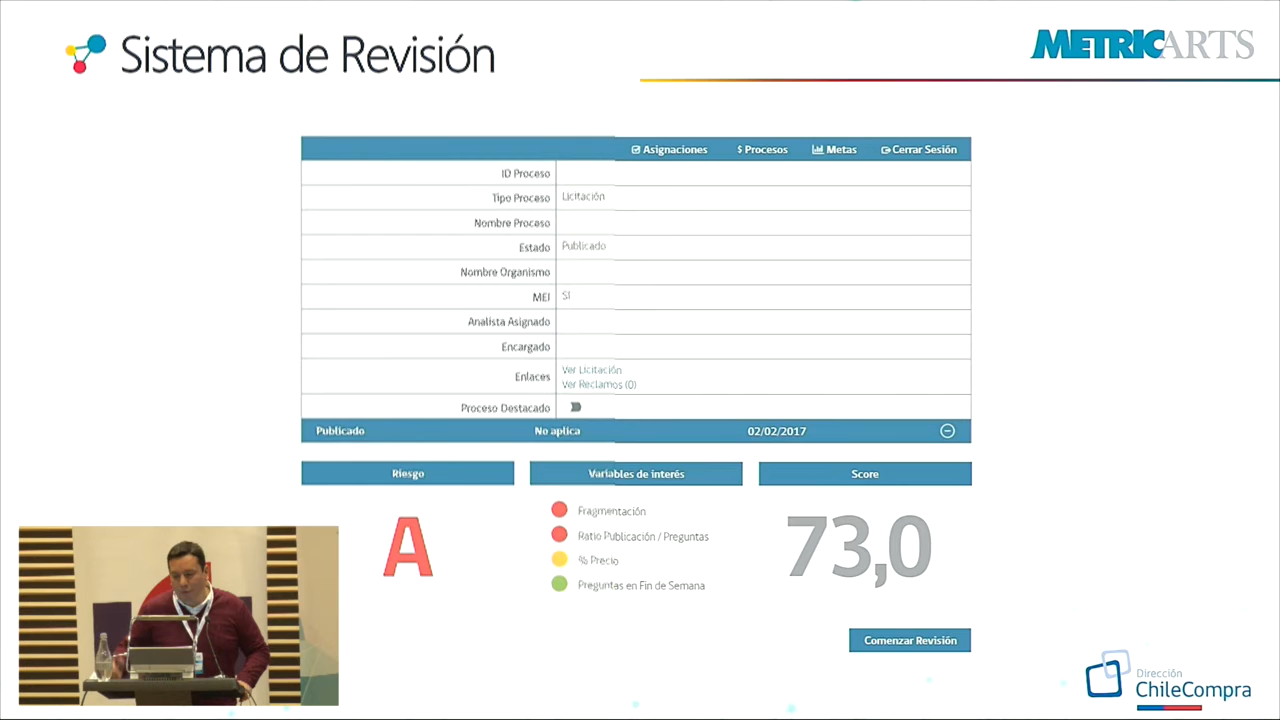 Sistema de Revisión
METRICARTS
Asignaciones $ Procesos Metas Cerrar Sesión
ID Proceso
Tipo Proceso Licitación
Nombre Proceso
Estado Publicado
Nombre Organismo
MEI SI
Analista Asignado
Encargado
Enlaces Ver Licitación
Ver Reclamos (0)
Proceso Destacado
Publicado No aplica 02/02/2017
Riesgo Variables de interés Score
A
Fragmentación
Ratio Publicación / Preguntas
% Precio
Preguntas en Fin de Semana
73,0
Comenzar Revisión
Dirección
ChileCompra